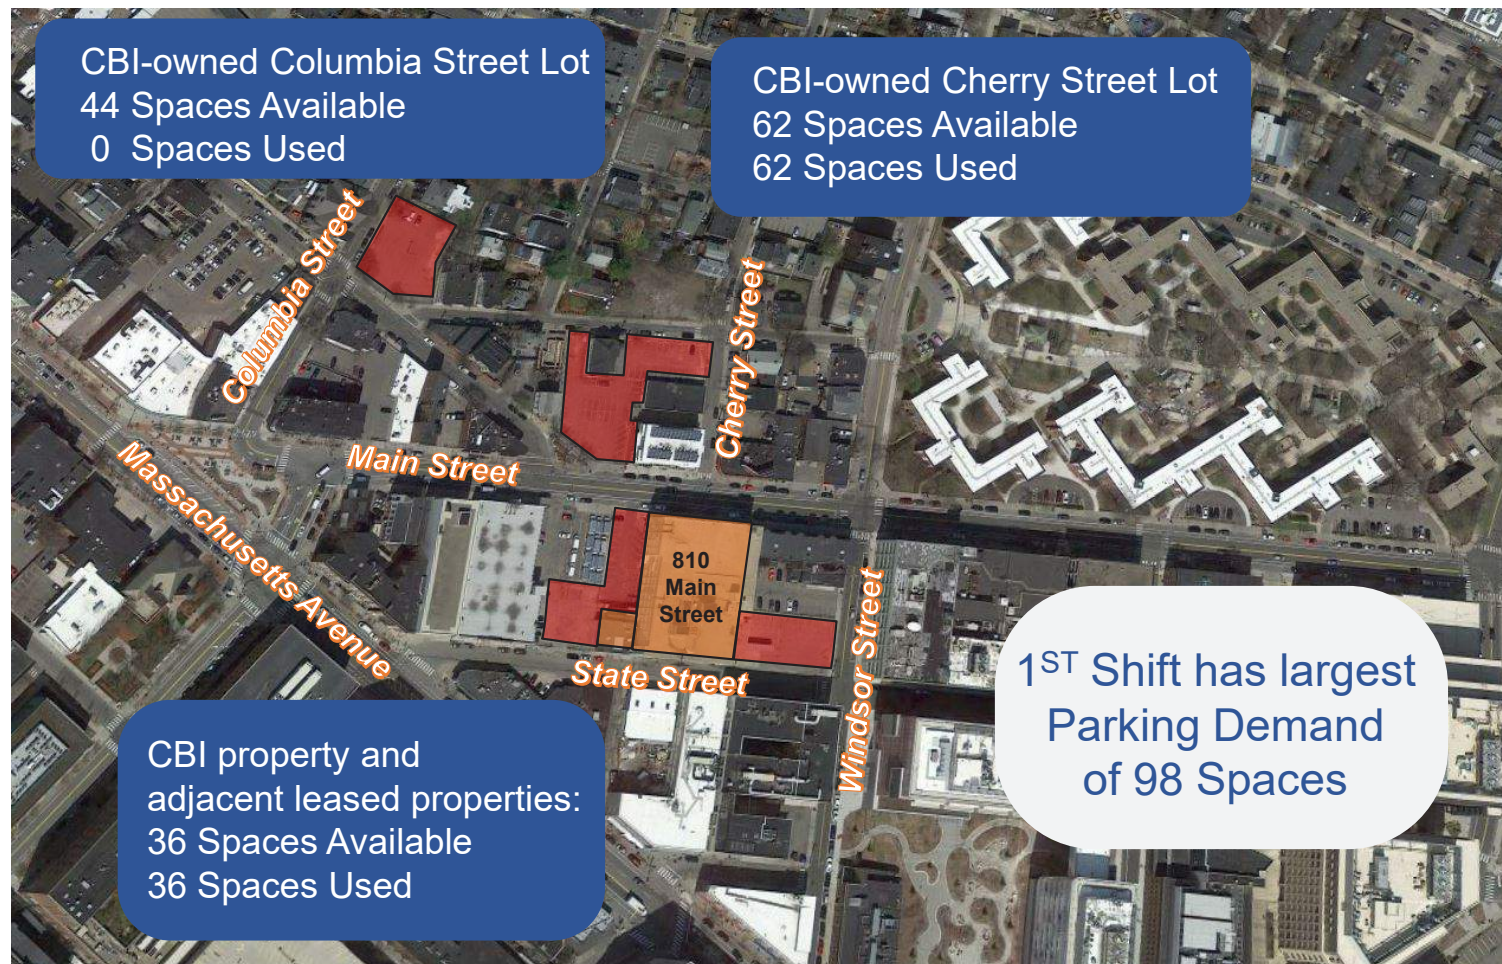 CBI-owned Columbia Street Lot
44 Spaces Available
0 Spaces Used
CBI-owned Cherry Street Lot
62 Spaces Available
62 Spaces Used
Columbia Street
Cherry Street
Main Street
Massachusetts Avenue
810
Main
Street
State Street
Windsor Street
1ST Shift has largest
Parking Demand
of 98 Spaces
CBI property and
adjacent leased properties:
36 Spaces Available
36 Spaces Used